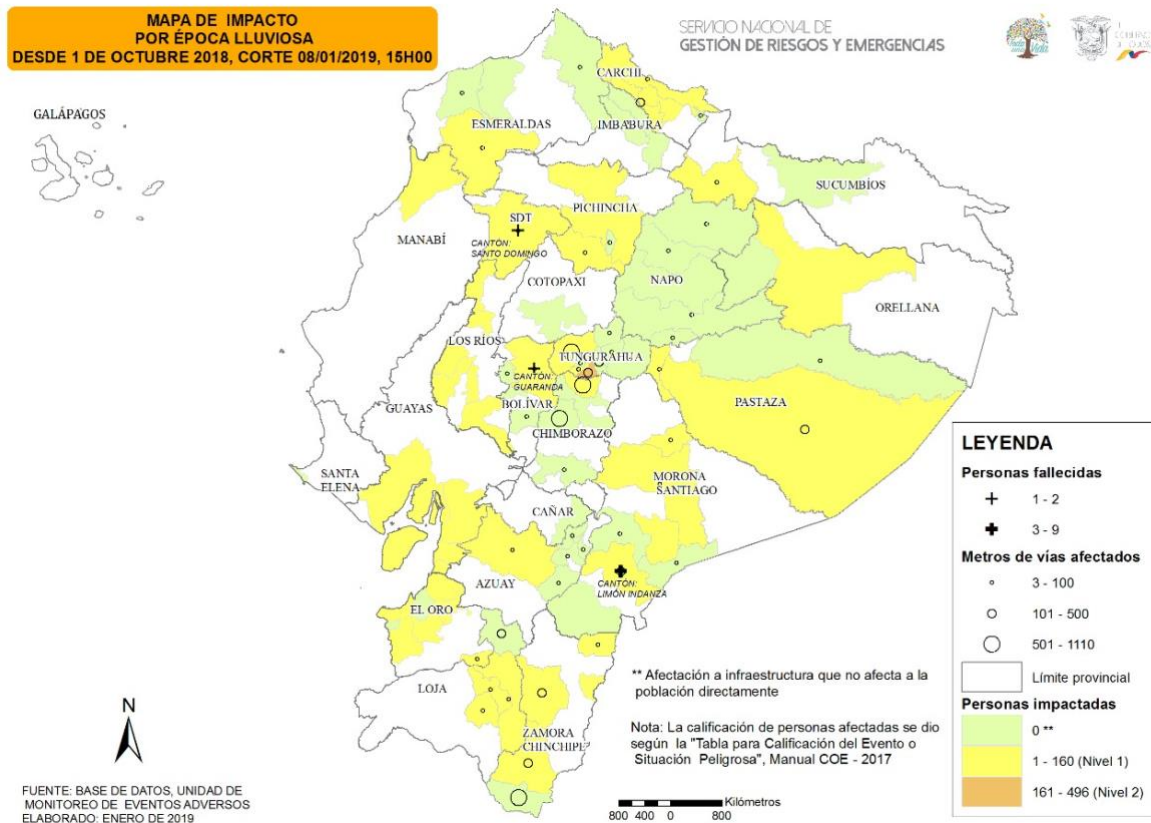 MAPA DE IMPACTO
POR ÉPOCA LLUVIOSA
DESDE 1 DE OCTUBRE 2018, CORTE 08/01/2019, 15H00
SERVICIO NACIONAL DE
GESTIÓN DE RIESGOS Y EMERGENCIAS
GALÁPAGOS
CARCHI
ESMERALDAS
IMBABURA
SUCUMBÍOS
PICHINCHA
SDT
MANABÍ
CANTÓN:
SANTO DOMINGO
COTOPAXI
NAPO
ORELLANA
LOS RÍOS
TUNGURAHUA
CANTÓN:
GUARANDA
BOLÍVAR
PASTAZA
GUAYAS
CHIMBORAZO
SANTA
ELENA
MORONA
SANTIAGO
CAÑAR
AZUAY
CANTÓN:
LIMÓN INDANZA
EL ORO
LOJA
ZAMORA
CHINCHIPE
LEYENDA
Personas fallecidas
1 - 2
3 - 9
Metros de vías afectados
3 - 100
101 - 500
501 - 1110
Límite provincial
Personas impactadas
0 **
1 - 160 (Nivel 1)
161 - 496 (Nivel 2)
** Afectación a infraestructura que no afecta a la
población directamente
Nota: La calificación de personas afectadas se dio
según la "Tabla para Calificación del Evento o
Situación Peligrosa", Manual COE - 2017
N
Kilómetros
800 400 0 800
FUENTE: BASE DE DATOS, UNIDAD DE
MONITOREO DE EVENTOS ADVERSOS
ELABORADO: ENERO DE 2019